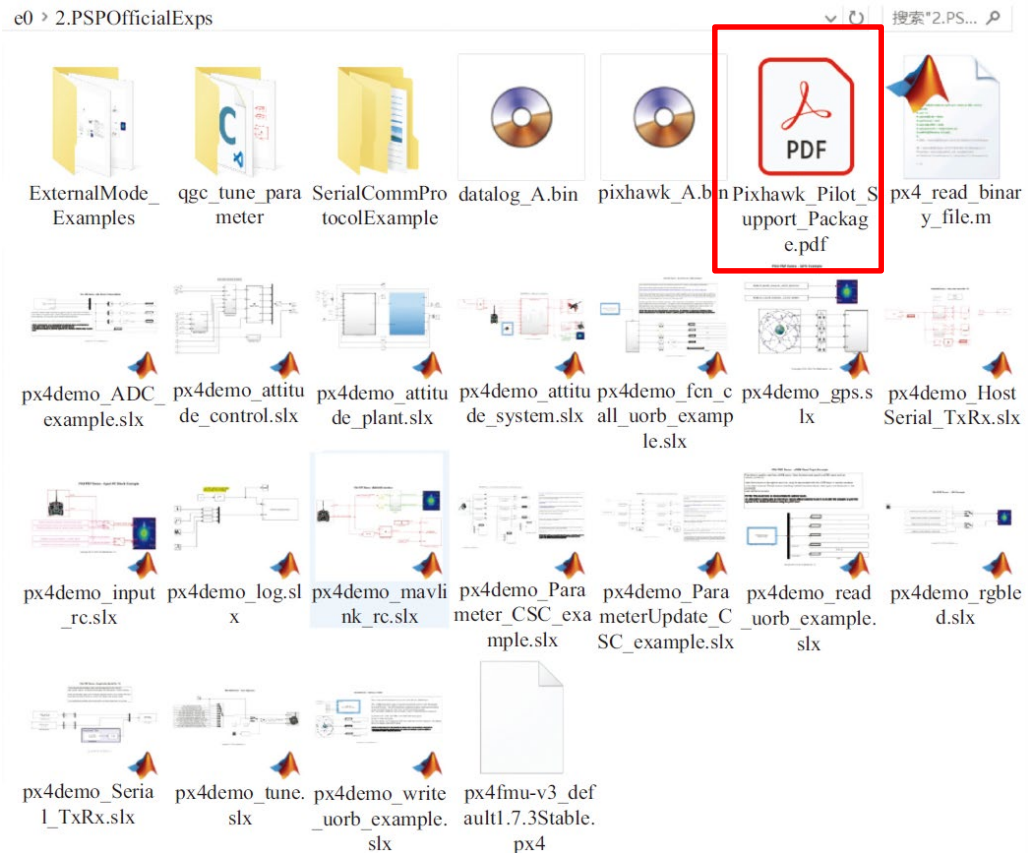 e0 > 2.PSPOfficialExps
搜索"2.PS...
PDF
ExternalMode_
Examples
qgc_tune_para
meter
SerialCommPro
tocolExample
datalog_A.bin
pixhawk_A.bin
Pixhawk_Pilot_S
upport_Packag
e.pdf
px4_read_binar
y_file.m
px4demo_ADC_
example.slx
px4demo_attitu
de_control.slx
px4demo_attitu
de_plant.slx
px4demo_attitu
de_system.slx
px4demo_fcn_c
all_uorb_examp
le.slx
px4demo_gps.s
lx
px4demo_Host
Serial_TxRx.slx
px4demo_input
_rc.slx
px4demo_log.sl
x
px4demo_mavli
nk_rc.slx
px4demo_Para
meter_CSC_exa
mple.slx
px4demo_Para
meterUpdate_C
SC_example.slx
px4demo_read
_uorb_example.
slx
px4demo_rgble
d.slx
px4demo_Seria
l_TxRx.slx
px4demo_tune.
slx
px4demo_write
_uorb_example.
slx
px4fmu-v3_def
ault1.7.3Stable.
px4